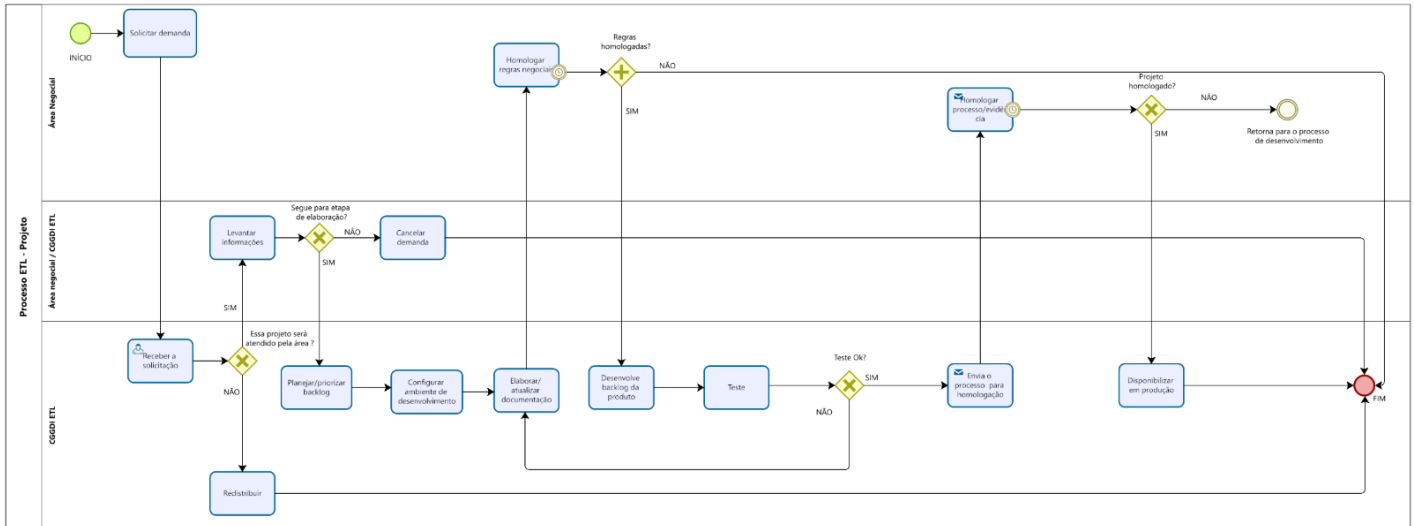 Processo ETL - Projeto
Área Negocial
INÍCIO
Solicitar demanda
Homologar
regras negociais
Regras
homologadas?
NÃO
SIM
Homologar
processo/evidên
cia
Projeto
homologado?
NÃO
SIM
Retorna para o processo
de desenvolvimento
Área negocial / CGGDI ETL
Levantar
informações
Segue para etapa
de elaboração?
NÃO
SIM
Cancelar
demanda
SIM
CGGDI ETL
Receber a
solicitação
Essa projeto será
atendido pela área ?
NÃO
Redistribuir
Planejar/priorizar
backlog
Configurar
ambiente de
desenvolvimento
Elaborar/
atualizar
documentação
Desenvolve
backlog da
produto
Teste
Teste Ok?
SIM
NÃO
Envia o
processo para
homologação
Disponibilizar
em produção
FIM